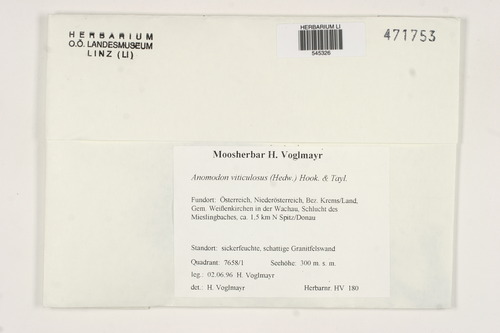 HERBARIUM
O.Ö. LANDESMUSEUM
LINZ (LI)
HERBARIUM LI
545326
471753
Moosherbar H. Voglmayr
Anomodon viticulosus (Hedw.) Hook. & Tayl.
Fundort: Österreich, Niederösterreich, Bez. Krems/Land,
Gem. Weißenkirchen in der Wachau, Schlucht des
Mieslingbaches, ca. 1,5 km N Spitz/Donau
Standort: sickerfeuchte, schattige Granitfelswand
Quadrant: 7658/1 Seehöhe: 300 m. s. m.
leg.: 02.06.96 H. Voglmayr
det.: H. Voglmayr Herbarnr. HV 180